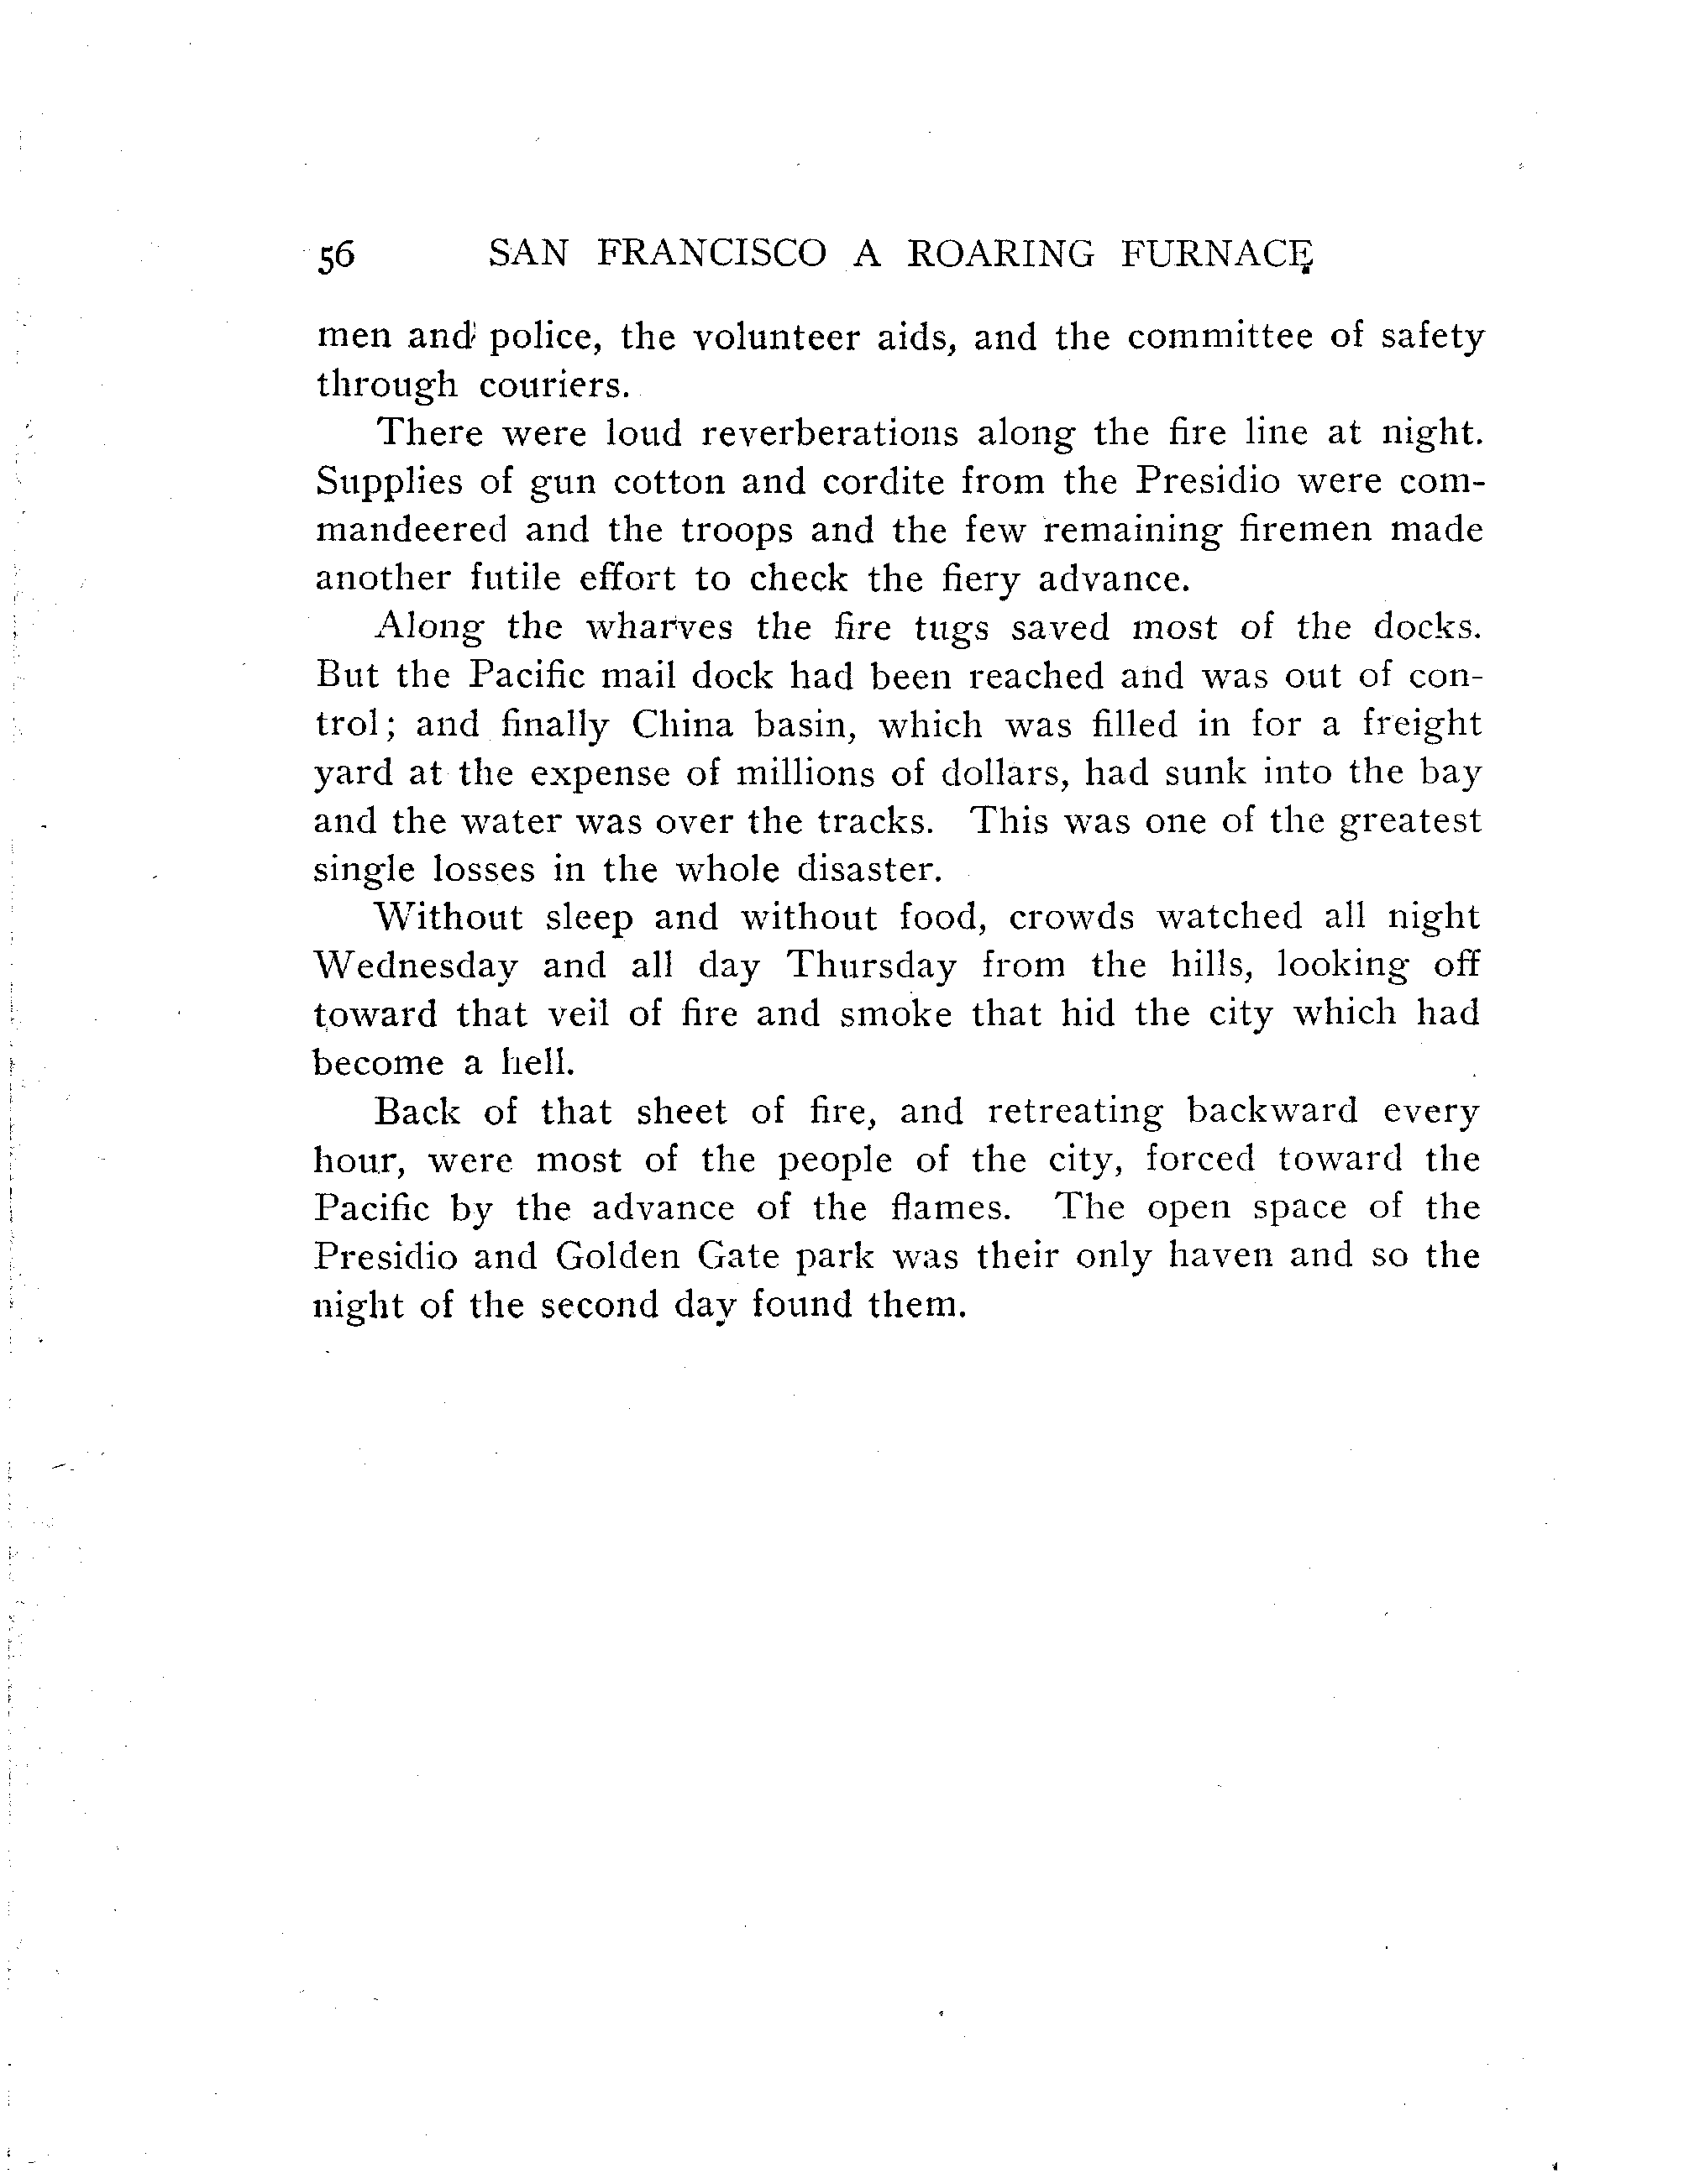 56 SAN FRANCISCO A ROARING FURNACE
men and police, the volunteer aids, and the committee of safety
through couriers.
There were loud reverberations along the fire line at night.
Supplies of gun cotton and cordite from the Presidio were com-
mandeered and the troops and the few remaining firemen made
another futile effort to check the fiery advance.
Along the wharves the fire tugs saved most of the docks.
But the Pacific mail dock had been reached and was out of con-
trol; and finally China basin, which was filled in for a freight
yard at the expense of millions of dollars, had sunk into the bay
and the water was over the tracks. This was one of the greatest
single losses in the whole disaster.
Without sleep and without food, crowds watched all night
Wednesday and all day Thursday from the hills, looking off
toward that veil of fire and smoke that hid the city which had
become a hell.
Back of that sheet of fire, and retreating backward every
hour, were most of the people of the city, forced toward the
Pacific by the advance of the flames. The open space of the
Presidio and Golden Gate park was their only haven and so the
night of the second day found them.